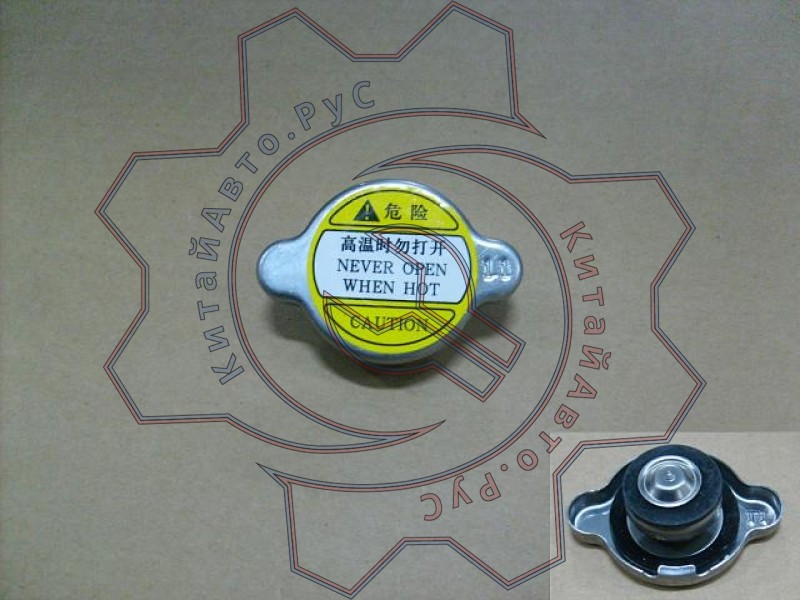 危险
高温时勿打开
NEVER OPEN
WHEN HOT
CAUTION
КитайАвто.РуС
КитайАвто.РуС